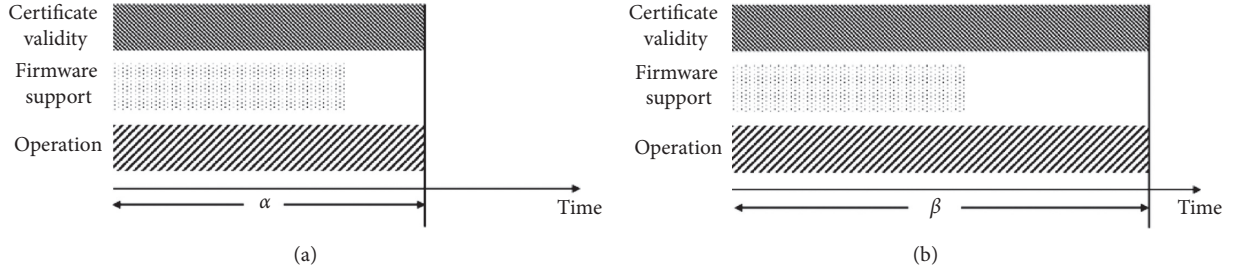 Certificate
validity
Firmware
support
Operation
α
Time
(a)
Certificate
validity
Firmware
support
Operation
β
Time
(b)